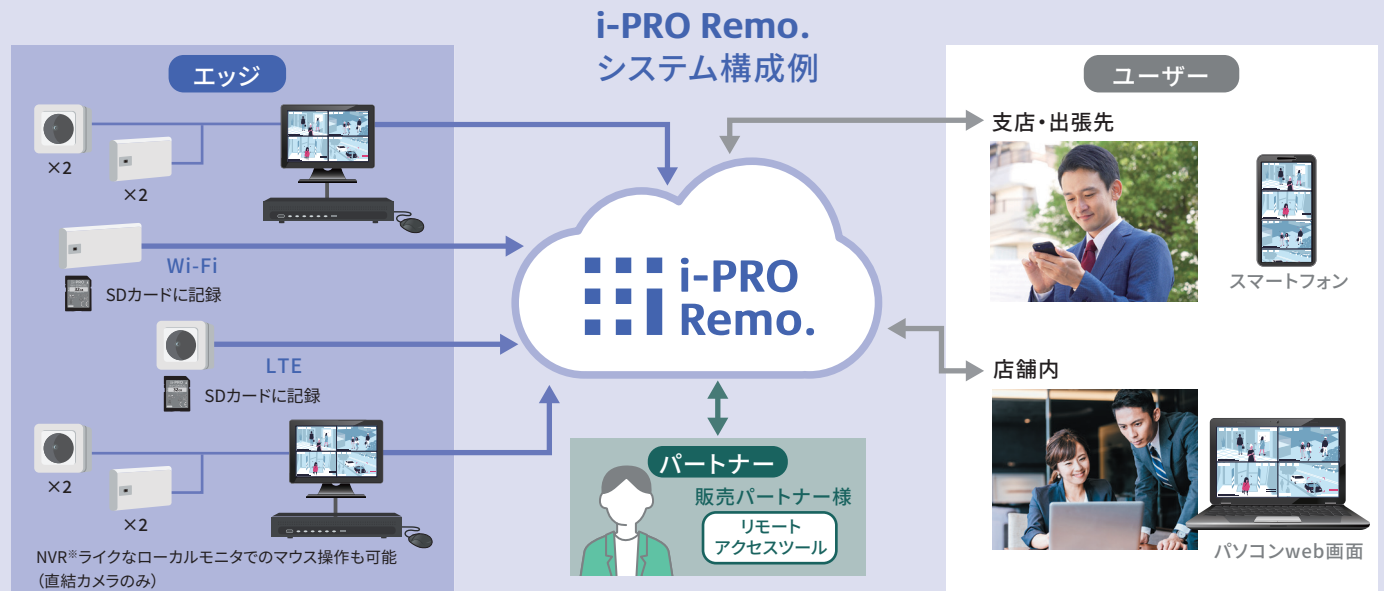 i-PRO Remo.
システム構成例
エッジ
×2
×2
Wi-Fi
SDカードに記録
LTE
SDカードに記録
×2
×2
NVR※ライクなローカルモニタでのマウス操作も可能
（直結カメラのみ）
i-PRO
Remo.
パートナー
販売パートナー様
リモート
アクセスツール
ユーザー
支店・出張先
スマートフォン
店舗内
パソコンweb画面